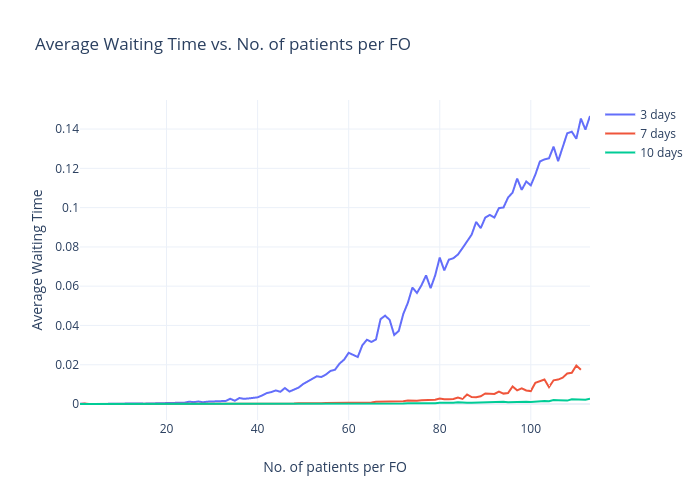 Average Waiting Time vs. No. of patients per FO
3 days
7 days
10 days
Average Waiting Time
0.14
0.12
0.1
0.08
0.06
0.04
0.02
0
20
40
60
80
100
No. of patients per FO